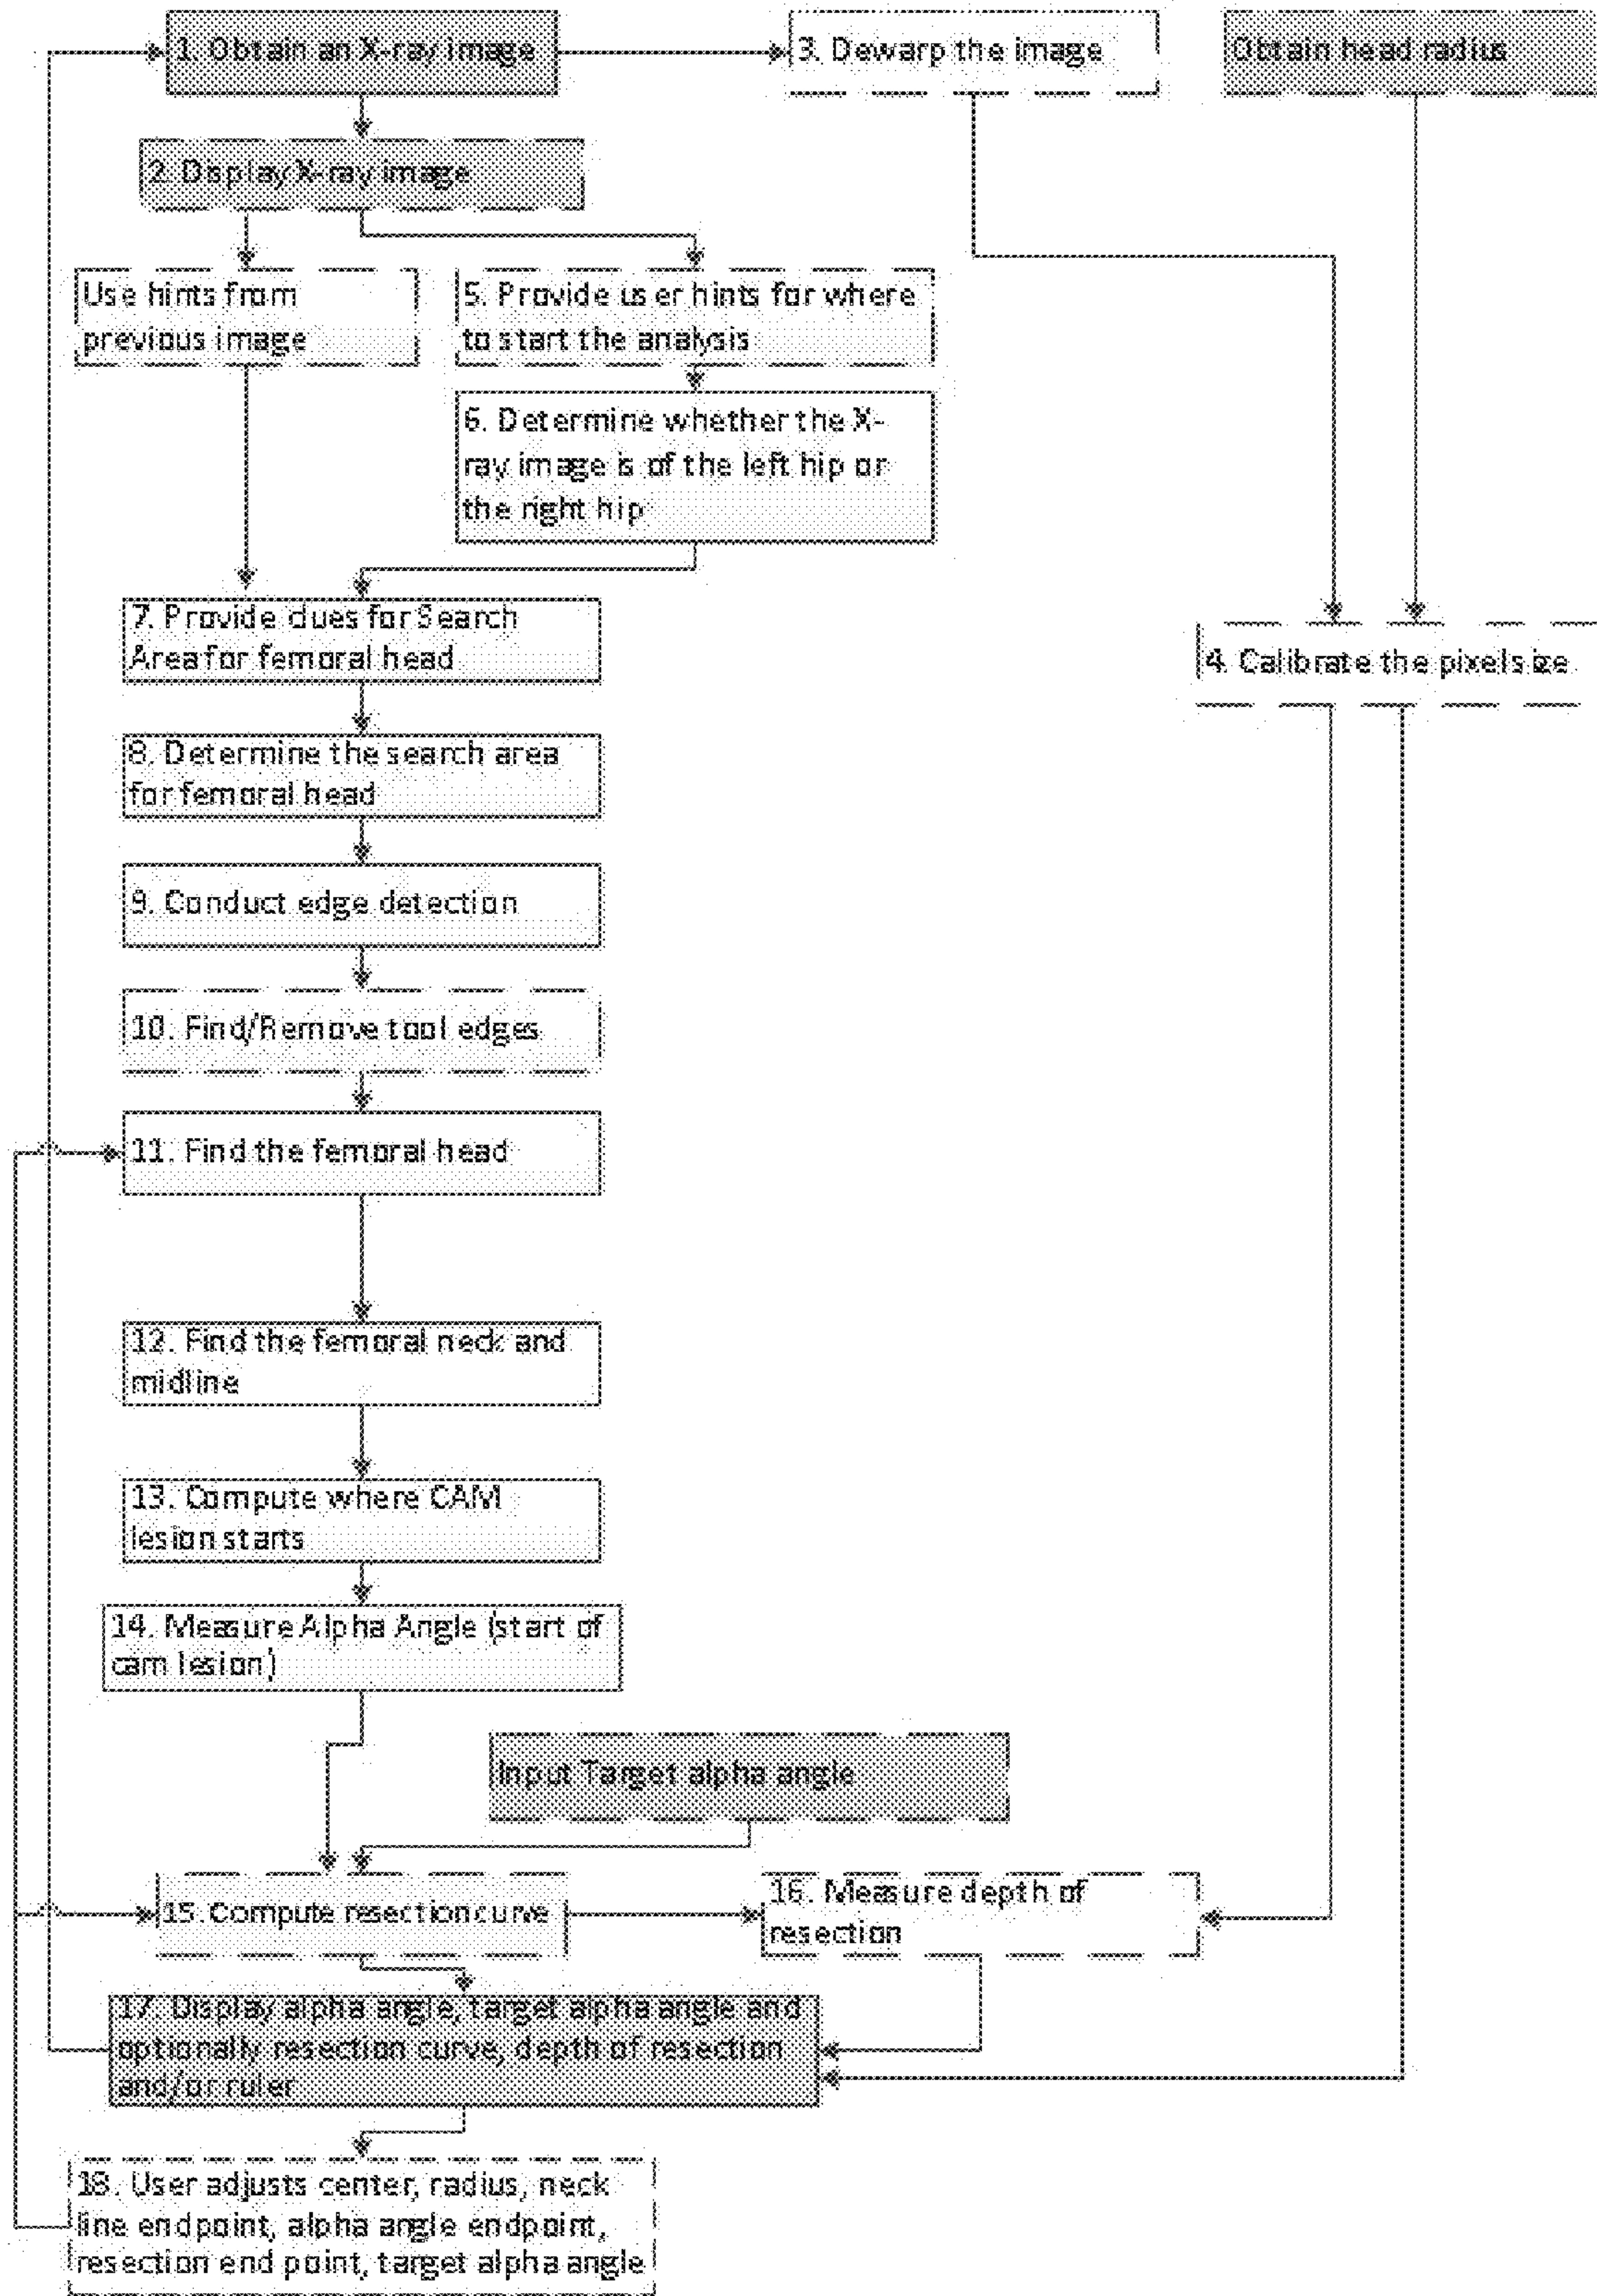 1. Obtain an X-ray image
3. Dewarp the image
Obtain head radius
2. Display X-ray image
Use hints from
previous image
5. Provide user hints for where
to start the analysis
6. Determine whether the X-
ray image is of the left hip or
the right hip
7. Provide clues for Search
Area for femoral head
4. Calibrate the pixel size
8. Determine the search area
for femoral head
9. Conduct edge detection
10. Find/Remove tool edges
11. Find the femoral head
12. Find the femoral neck and
midline
13. Compute where CAM
lesion starts
14. Measure Alpha Angle (start of
cam lesion)
Input Target alpha angle
15. Compute resection curve
16. Measure depth of
resection
17. Display alpha angle, target alpha angle and
optionally resection curve, depth of resection
and/or ruler
18. User adjusts center, radius, neck
line endpoint, alpha angle endpoint,
resection end point, target alpha angle